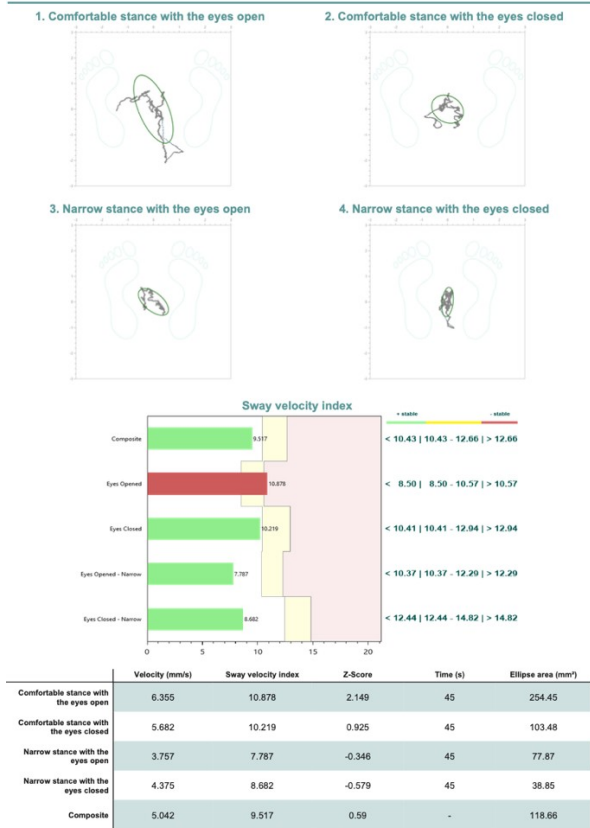 1. Comfortable stance with the eyes open
2. Comfortable stance with the eyes closed
3. Narrow stance with the eyes open
4. Narrow stance with the eyes closed
Sway velocity index
+ stable - stable
Composite 9.517 < 10.43 | 10.43 - 12.66 | > 12.66
Eyes Opened 10.878 < 8.50 | 8.50 - 10.57 | > 10.57
Eyes Closed 10.219 < 10.41 | 10.41 - 12.94 | > 12.94
Eyes Opened - Narrow 7.787 < 10.37 | 10.37 - 12.29 | > 12.29
Eyes Closed - Narrow 8.682 < 12.44 | 12.44 - 14.82 | > 14.82
0 5 10 15 20
Velocity (mm/s) Sway velocity index Z-Score Time (s) Ellipse area (mm²)
Comfortable stance with
the eyes open 6.355 10.878 2.149 45 254.45
Comfortable stance with
the eyes closed 5.682 10.219 0.925 45 103.48
Narrow stance with the
eyes open 3.757 7.787 -0.346 45 77.87
Narrow stance with the
eyes closed 4.375 8.682 -0.579 45 38.85
Composite 5.042 9.517 0.59 - 118.66